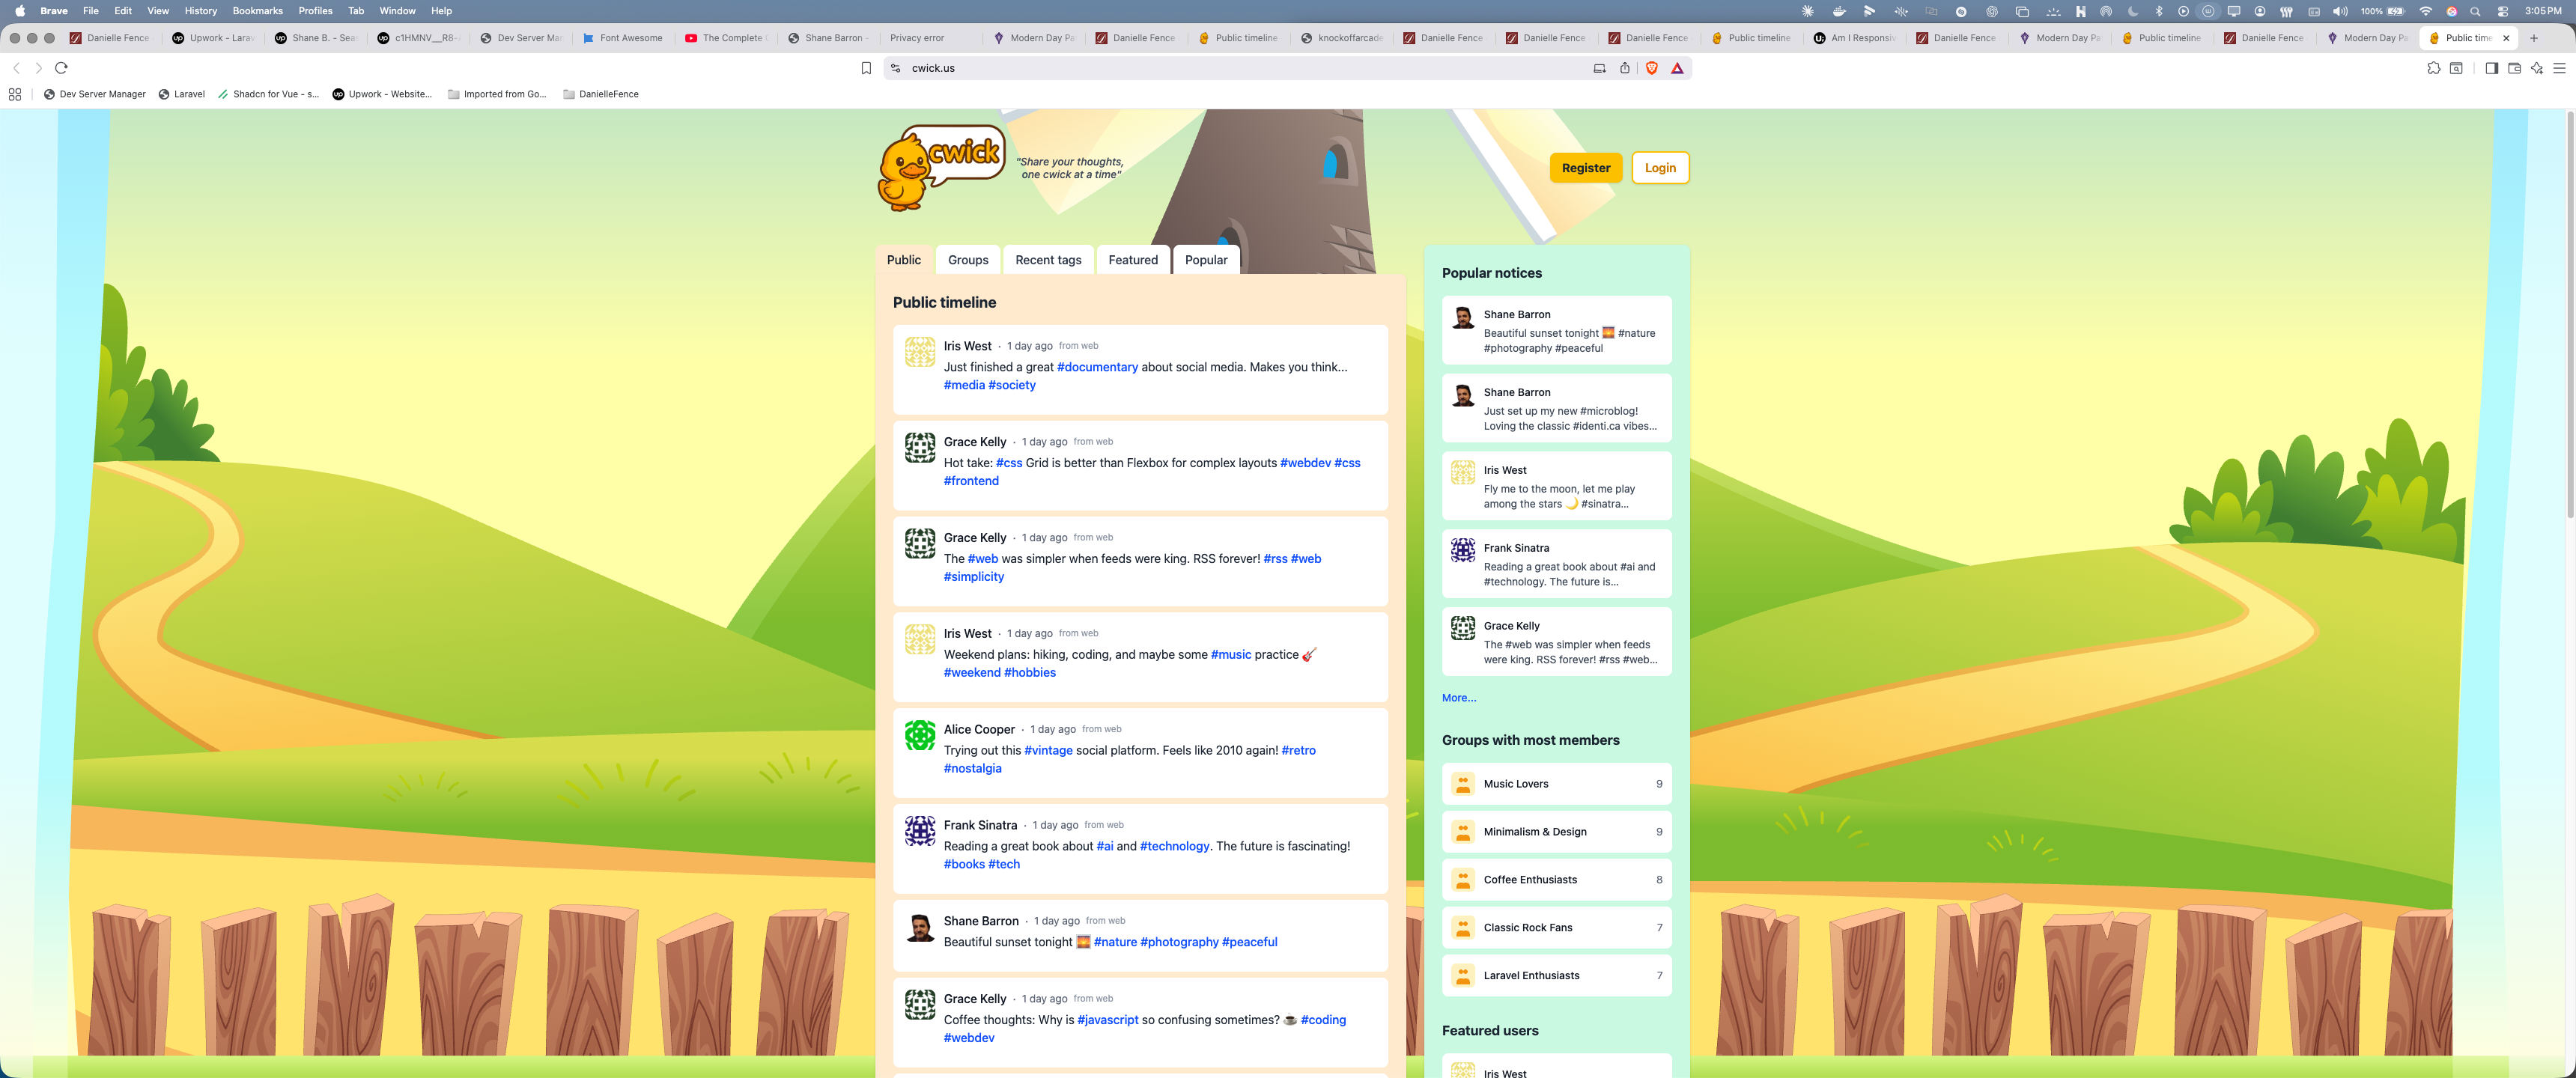 Brave File Edit View History Bookmarks Profiles Tab Window Help
100% 3:05 PM
Danielle Fence
Upwork - Larav
Shane B. - Sea
c1HMNV__R8-
Dev Server Ma
Font Awesome
The Complete
Shane Barron -
Privacy error
Modern Day Pa
Danielle Fence
Public timeline
knockoffarcade
Danielle Fence
Danielle Fence
Danielle Fence
Public timeline
Am I Responsiv
Danielle Fence
Modern Day Pa
Public timeline
Danielle Fence
Modern Day Pa
Public time
cwick.us
Dev Server Manager
Laravel
Shadcn for Vue - s...
Upwork - Website...
Imported from Go...
DanielleFence
cwick
"Share your thoughts,
one cwick at a time"
Register
Login
Public
Groups
Recent tags
Featured
Popular
Public timeline
Iris West · 1 day ago from web
Just finished a great #documentary about social media. Makes you think...
#media #society
Grace Kelly · 1 day ago from web
Hot take: #css Grid is better than Flexbox for complex layouts #webdev #css
#frontend
Grace Kelly · 1 day ago from web
The #web was simpler when feeds were king. RSS forever! #rss #web
#simplicity
Iris West · 1 day ago from web
Weekend plans: hiking, coding, and maybe some #music practice 🎸
#weekend #hobbies
Alice Cooper · 1 day ago from web
Trying out this #vintage social platform. Feels like 2010 again! #retro
#nostalgia
Frank Sinatra · 1 day ago from web
Reading a great book about #ai and #technology. The future is fascinating!
#books #tech
Shane Barron · 1 day ago from web
Beautiful sunset tonight 🌅 #nature #photography #peaceful
Grace Kelly · 1 day ago from web
Coffee thoughts: Why is #javascript so confusing sometimes? ☕ #coding
#webdev
Popular notices
Shane Barron
Beautiful sunset tonight 🌅 #nature
#photography #peaceful
Shane Barron
Just set up my new #microblog!
Loving the classic #identi.ca vibes...
Iris West
Fly me to the moon, let me play
among the stars 🌙 #sinatra...
Frank Sinatra
Reading a great book about #ai and
#technology. The future is...
Grace Kelly
The #web was simpler when feeds
were king. RSS forever! #rss #web...
More...
Groups with most members
Music Lovers 9
Minimalism & Design 9
Coffee Enthusiasts 8
Classic Rock Fans 7
Laravel Enthusiasts 7
Featured users
Iris West